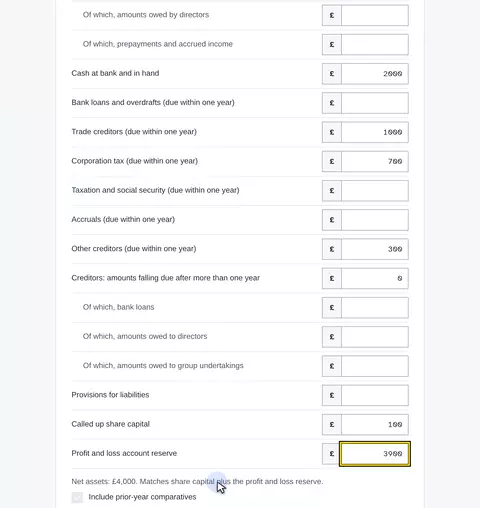 Of which, amounts owed by directors £
Of which, prepayments and accrued income £
Cash at bank and in hand £ 2000
Bank loans and overdrafts (due within one year) £
Trade creditors (due within one year) £ 1000
Corporation tax (due within one year) £ 700
Taxation and social security (due within one year) £
Accruals (due within one year) £
Other creditors (due within one year) £ 300
Creditors: amounts falling due after more than one year £ 0
Of which, bank loans £
Of which, amounts owed to directors £
Of which, amounts owed to group undertakings £
Provisions for liabilities £
Called up share capital £ 100
Profit and loss account reserve £ 3900
Net assets: £4,000. Matches share capital plus the profit and loss reserve.
Include prior-year comparatives